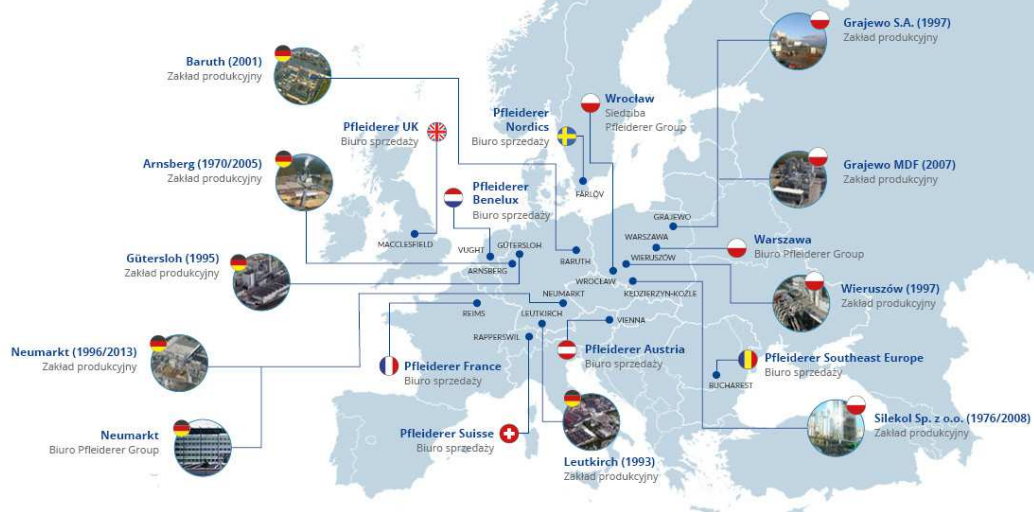 Grajewo S.A. (1997)
Zakład produkcyjny
Baruth (2001)
Zakład produkcyjny
Wrocław
Siedziba
Pfleiderer Group
Pfleiderer
Nordics
Biuro sprzedaży
Pfleiderer UK
Biuro sprzedaży
Arnsberg (1970/2005)
Zakład produkcyjny
Grajewo MDF (2007)
Zakład produkcyjny
Pfleiderer
Benelux
Biuro sprzedaży
FÄRLÖV
GRAJEWO
MACCLESFIELD
VUGHT
GÜTERSLOH
WARSZAWA
Warszawa
Biuro Pfleiderer Group
Gütersloh (1995)
Zakład produkcyjny
ARNSBERG
BARUTH
WIERUSZÓW
WROCŁAW
KĘDZIERZYN-KOŹLE
Wieruszów (1997)
Zakład produkcyjny
NEUMARKT
REIMS
LEUTKIRCH
VIENNA
RAPPERSWIL
Neumarkt (1996/2013)
Zakład produkcyjny
Pfleiderer France
Biuro sprzedaży
Pfleiderer Austria
Biuro sprzedaży
Pfleiderer Southeast Europe
Biuro sprzedaży
BUCHAREST
Silekol Sp. z o.o. (1976/2008)
Zakład produkcyjny
Neumarkt
Biuro Pfleiderer Group
Pfleiderer Suisse
Biuro sprzedaży
Leutkirch (1993)
Zakład produkcyjny